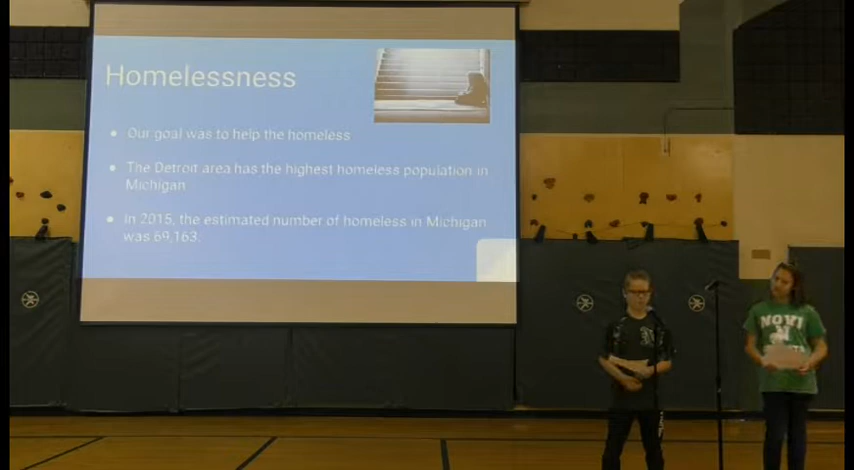 Homelessness
Our goal was to help the homeless
The Detroit area has the highest homeless population in
Michigan
In 2015, the estimated number of homeless in Michigan
was 69,163.
NOVI